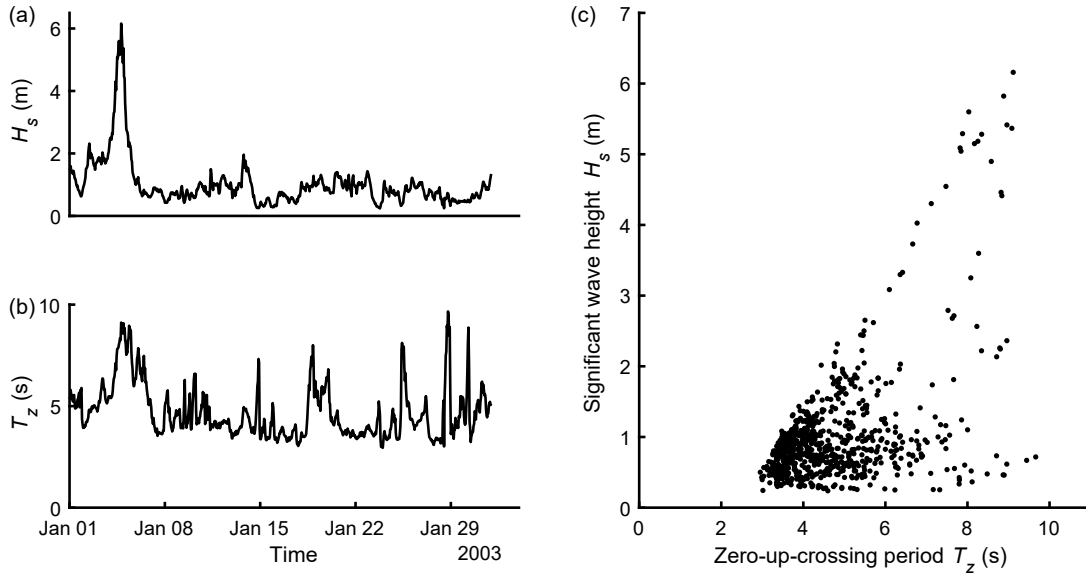 (a)
6
4
2
0
H_s (m)
(b)
10
5
0
T_z (s)
Jan 01 Jan 08 Jan 15 Jan 22 Jan 29
2003
Time
(c)
7
6
5
4
3
2
1
0
Significant wave height H_s (m)
0 2 4 6 8 10
Zero-up-crossing period T_z (s)